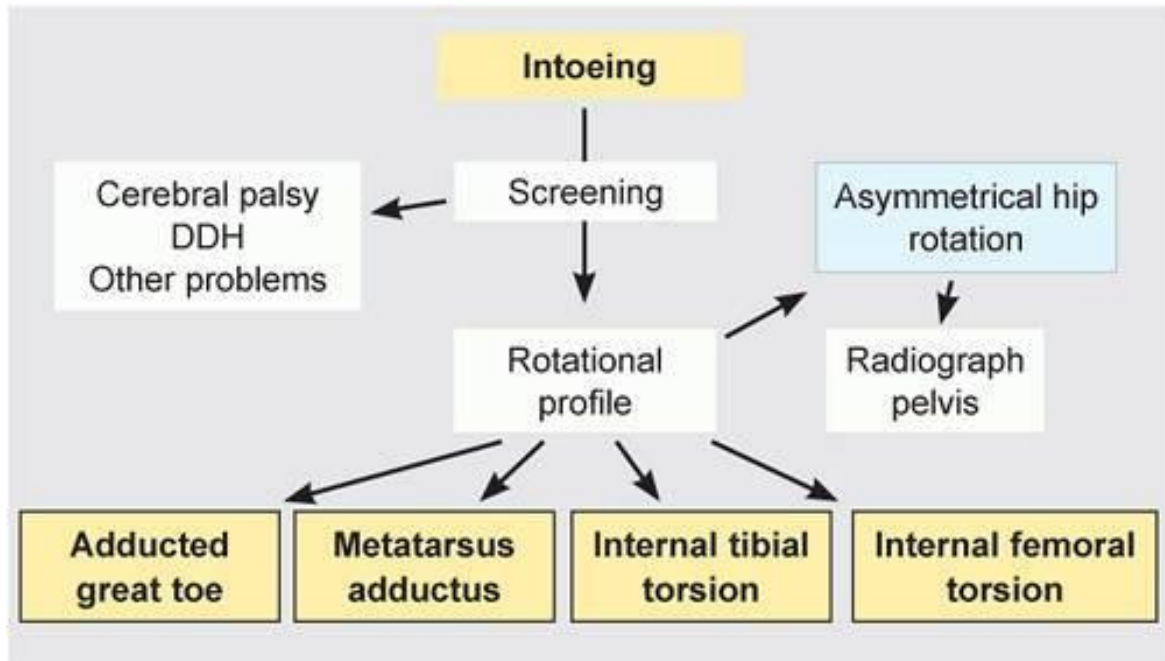 Intoeing
Cerebral palsy
DDH
Other problems
Screening
Asymmetrical hip
rotation
Rotational
profile
Radiograph
pelvis
Adducted
great toe
Metatarsus
adductus
Internal tibial
torsion
Internal femoral
torsion